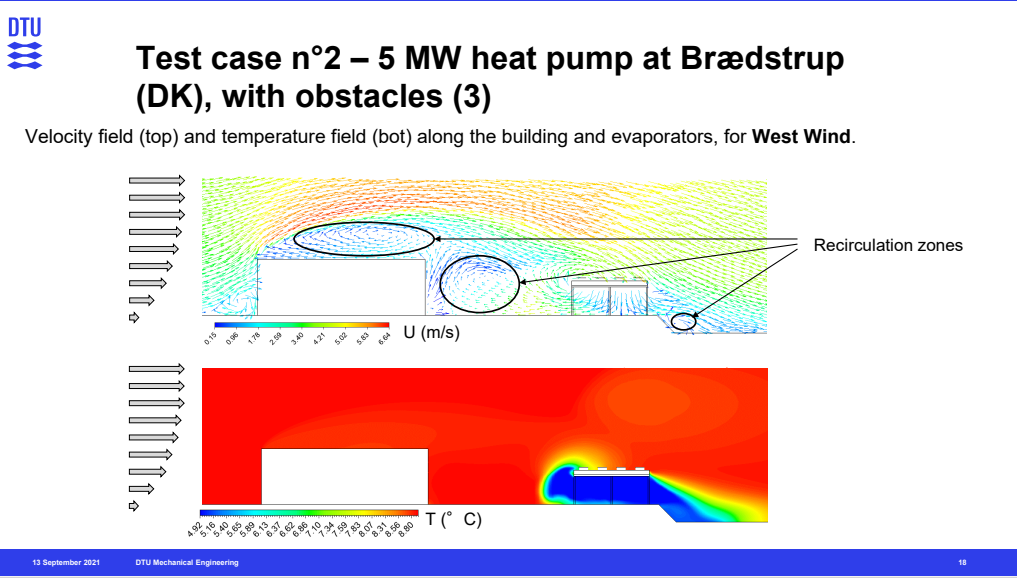 DTU
Test case n°2 – 5 MW heat pump at Brædstrup
(DK), with obstacles (3)
Velocity field (top) and temperature field (bot) along the building and evaporators, for West Wind.
Recirculation zones
0.15 0.96 1.78 2.59 3.40 4.21 5.02 5.83 6.64
U (m/s)
4.92 5.16 5.40 5.65 5.89 6.13 6.37 6.62 6.86 7.10 7.34 7.59 7.83 8.07 8.31 8.56 8.80
T (° C)
13 September 2021 DTU Mechanical Engineering 18